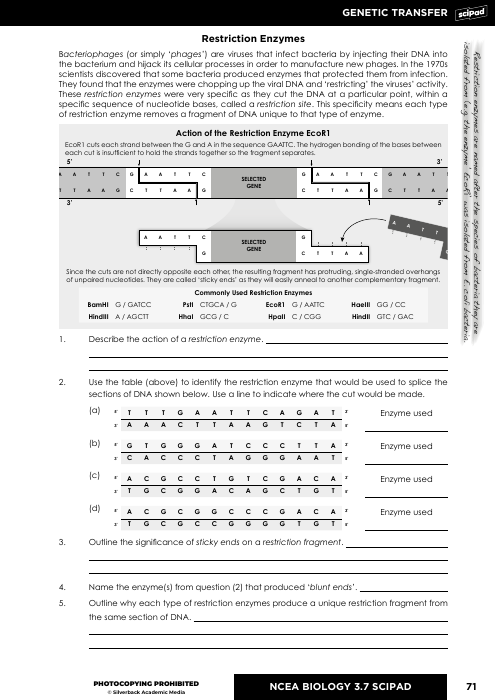 GENETIC TRANSFER scipad
Restriction Enzymes
Bacteriophages (or simply 'phages') are viruses that infect bacteria by injecting their DNA into
the bacterium and hijack its cellular processes in order to manufacture new phages. In the 1970s
scientists discovered that some bacteria produced enzymes that protected them from infection.
They found that the enzymes were chopping up the viral DNA and 'restricting' the viruses' activity.
These restriction enzymes were very specific as they cut the DNA at a particular point, within a
specific sequence of nucleotide bases, called a restriction site. This specificity means each type
of restriction enzyme removes a fragment of DNA unique to that type of enzyme.
Restriction enzymes are named after the species of bacteria they are
isolated from (e.g. the enzyme 'EcoR1' was isolated from E. coli bacteria.
Action of the Restriction Enzyme EcoR1
EcoR1 cuts each strand between the G and A in the sequence GAATTC. The hydrogen bonding of the bases between
each cut is insufficient to hold the strands together so the fragment separates.
5' 3'
A A T T C G A A T T C SELECTED GENE G A A T T C G A A T T
T T A A G C T T A A G C T T A A G C T T A
3' 1 1 5'
A A T T C SELECTED GENE G
G C T T A A
A A T T
Since the cuts are not directly opposite each other, the resulting fragment has protruding, single-stranded overhangs
of unpaired nucleotides. They are called 'sticky ends' as they will easily anneal to another complementary fragment.
Commonly Used Restriction Enzymes
BamHI G / GATCC PstI CTGCA / G EcoR1 G / AATTC HaeIII GG / CC
HindIII A / AGCTT HhaI GCG / C HpaII C / CGG HindII GTC / GAC
1. Describe the action of a restriction enzyme.
2. Use the table (above) to identify the restriction enzyme that would be used to splice the
sections of DNA shown below. Use a line to indicate where the cut would be made.
(a) 5' T T T G A A T T C A G A T 3' Enzyme used
3' A A A C T T A A G T C T A 5'
(b) 5' G T G G G A T C C C T T A 3' Enzyme used
3' C A C C C T A G G G A A T 5'
(c) 5' A C G C C T G T C G A C A 3' Enzyme used
3' T G C G G A C A G C T G T 5'
(d) 5' A C G C G G C C C C A C A 3' Enzyme used
3' T G C G C C G G G G T G T 5'
3. Outline the significance of sticky ends on a restriction fragment.
4. Name the enzyme(s) from question (2) that produced 'blunt ends'.
5. Outline why each type of restriction enzymes produce a unique restriction fragment from
the same section of DNA.
PHOTOCOPYING PROHIBITED
© Silverback Academic Media
NCEA BIOLOGY 3.7 SCIPAD
71